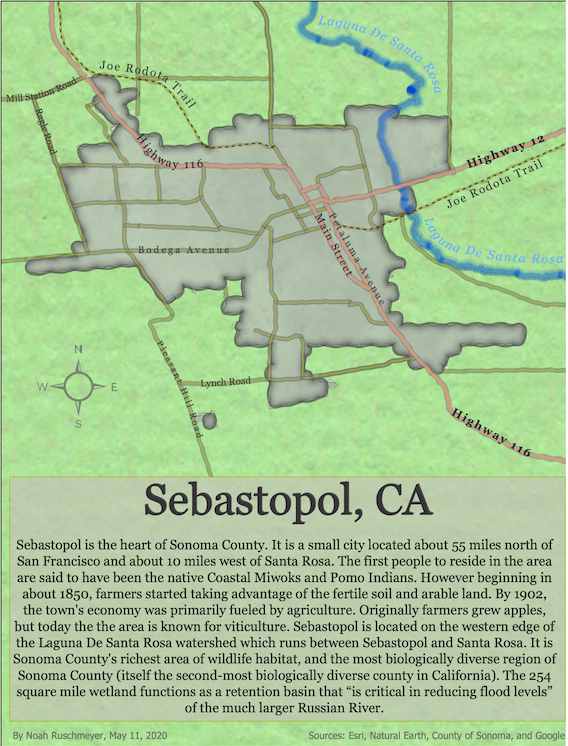 Laguna De Santa Rosa
Joe Rodota Trail
Mill Station Road
Ragle Road
Highway 116
Highway 12
Joe Rodota Trail
Laguna De Santa Rosa
Bodega Avenue
Main Street
Petaluma Avenue
Pleasant Hill Road
Lynch Road
N
W E
S
Highway 116
Sebastopol, CA
Sebastopol is the heart of Sonoma County. It is a small city located about 55 miles north of
San Francisco and about 10 miles west of Santa Rosa. The first people to reside in the area
are said to have been the native Coastal Miwoks and Pomo Indians. However beginning in
about 1850, farmers started taking advantage of the fertile soil and arable land. By 1902,
the town's economy was primarily fueled by agriculture. Originally farmers grew apples,
but today the the area is known for viticulture. Sebastopol is located on the western edge of
the Laguna De Santa Rosa watershed which runs between Sebastopol and Santa Rosa. It is
Sonoma County's richest area of wildlife habitat, and the most biologically diverse region of
Sonoma County (itself the second-most biologically diverse county in California). The 254
square mile wetland functions as a retention basin that “is critical in reducing flood levels”
of the much larger Russian River.
By Noah Ruschmeyer, May 11, 2020
Sources: Esri, Natural Earth, County of Sonoma, and Google